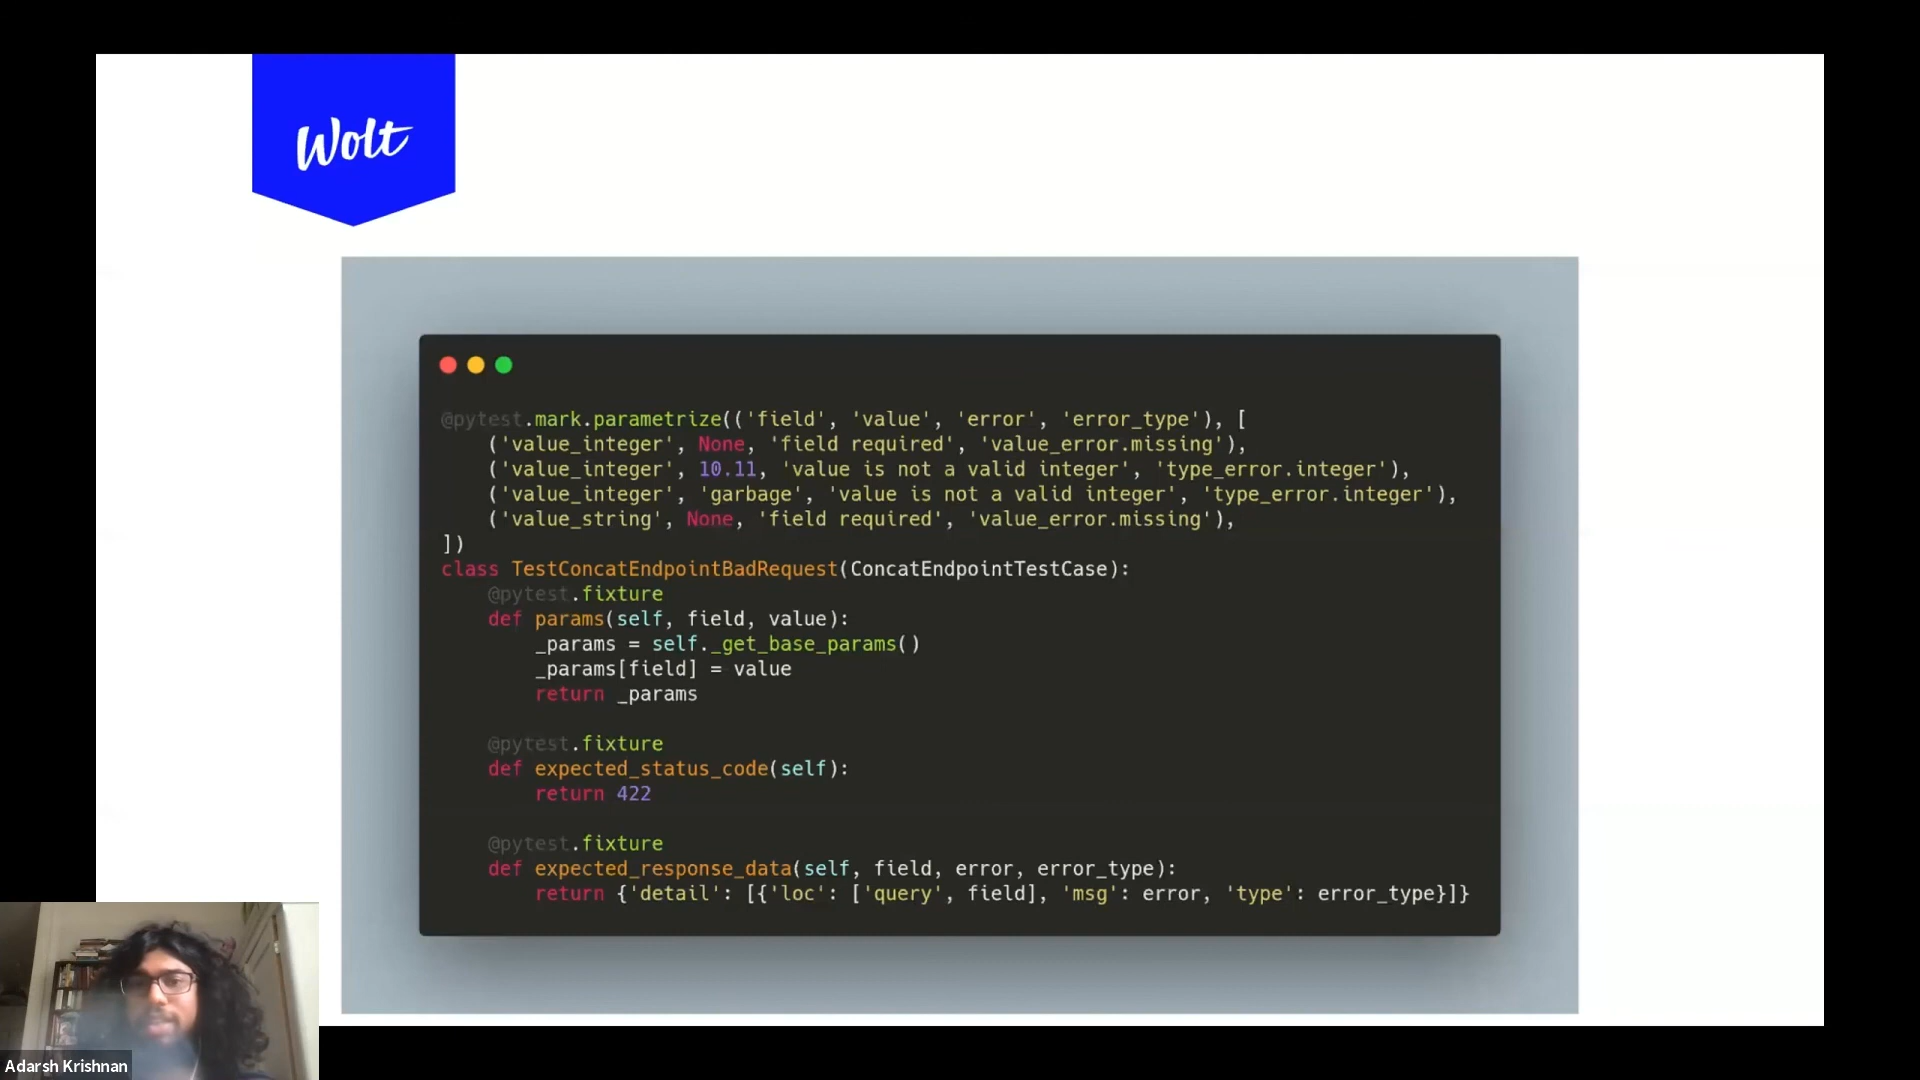 Wolt
@pytest.mark.parametrize(('field', 'value', 'error', 'error_type'), [
    ('value_integer', None, 'field required', 'value_error.missing'),
    ('value_integer', 10.11, 'value is not a valid integer', 'type_error.integer'),
    ('value_integer', 'garbage', 'value is not a valid integer', 'type_error.integer'),
    ('value_string', None, 'field required', 'value_error.missing'),
])
class TestConcatEndpointBadRequest(ConcatEndpointTestCase):
    @pytest.fixture
    def params(self, field, value):
        _params = self._get_base_params()
        _params[field] = value
        return _params
    @pytest.fixture
    def expected_status_code(self):
        return 422
    @pytest.fixture
    def expected_response_data(self, field, error, error_type):
        return {'detail': [{'loc': ['query', field], 'msg': error, 'type': error_type}]}
Adarsh Krishnan